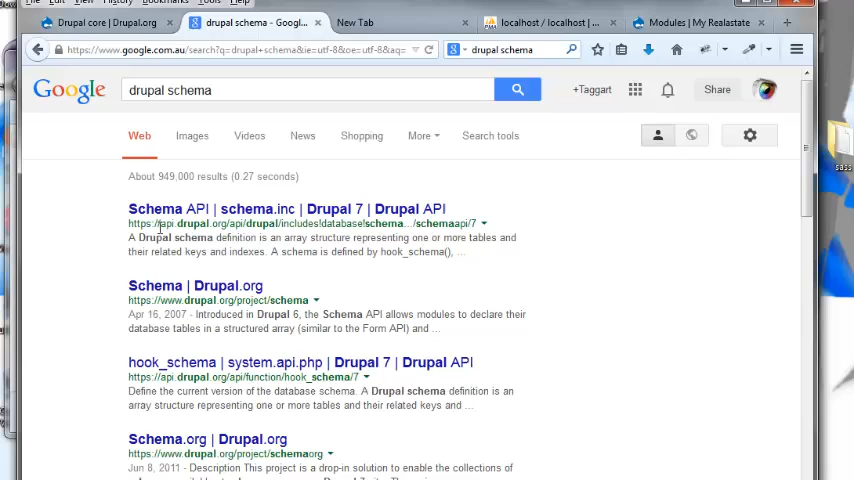 File Edit View History Bookmarks Tools Help
Drupal core | Drupal.org × drupal schema - Googl... × New Tab × localhost / localhost | ... × Modules | My Realastate ×
https://www.google.com.au/search?q=drupal+schema&ie=utf-8&oe=utf-8&aq= drupal schema
Google drupal schema +Taggart Share
Web Images Videos News Shopping More Search tools
About 949,000 results (0.27 seconds)
Schema API | schema.inc | Drupal 7 | Drupal API
https://api.drupal.org/api/drupal/includes!database!schema.../schemaapi/7
A Drupal schema definition is an array structure representing one or more tables and
their related keys and indexes. A schema is defined by hook_schema(), ...
Schema | Drupal.org
https://www.drupal.org/project/schema
Apr 16, 2007 - Introduced in Drupal 6, the Schema API allows modules to declare their
database tables in a structured array (similar to the Form API) and ...
hook_schema | system.api.php | Drupal 7 | Drupal API
https://api.drupal.org/api/function/hook_schema/7
Define the current version of the database schema. A Drupal schema definition is an
array structure representing one or more tables and their related keys and ...
Schema.org | Drupal.org
https://www.drupal.org/project/schemaorg
Jun 8, 2011 - Description This project is a drop-in solution to enable the collections of
sass